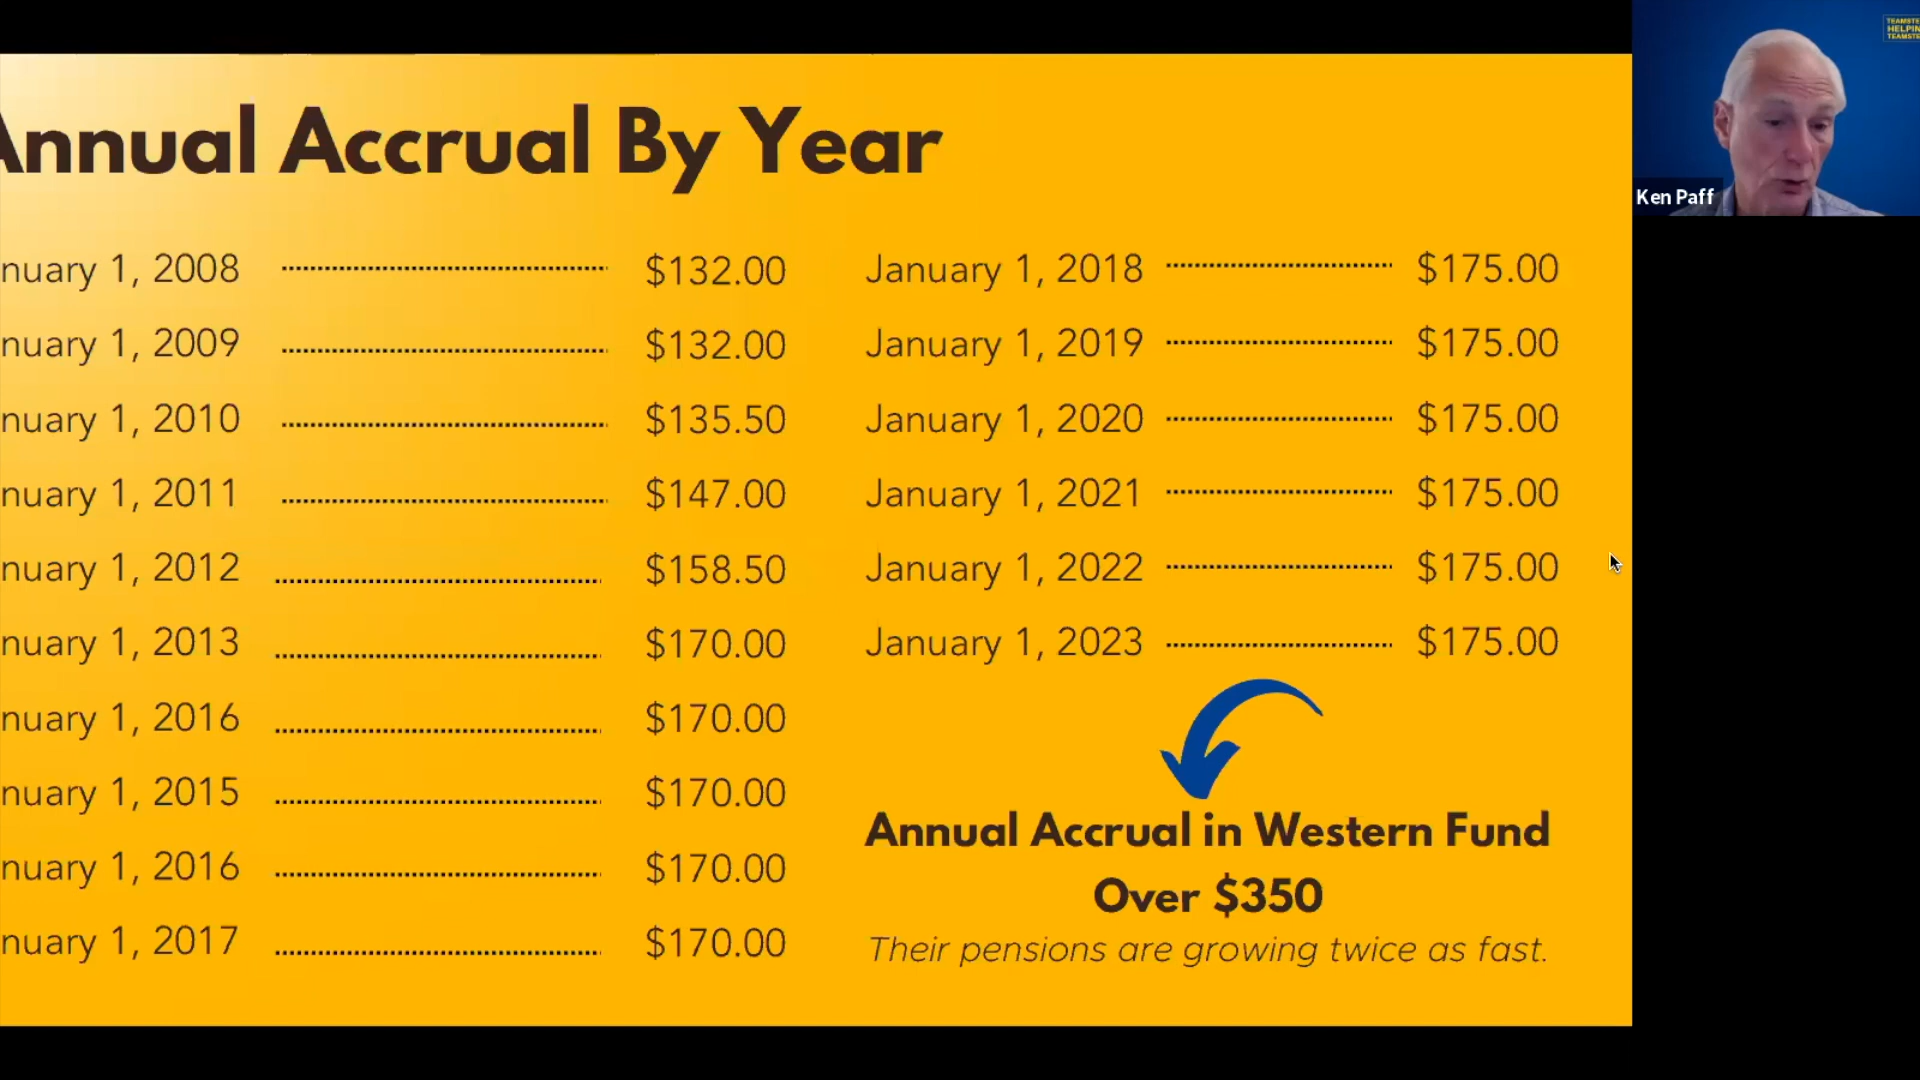 Annual Accrual By Year
nuary 1, 2008 $132.00
nuary 1, 2009 $132.00
nuary 1, 2010 $135.50
nuary 1, 2011 $147.00
nuary 1, 2012 $158.50
nuary 1, 2013 $170.00
nuary 1, 2016 $170.00
nuary 1, 2015 $170.00
nuary 1, 2016 $170.00
nuary 1, 2017 $170.00
January 1, 2018 $175.00
January 1, 2019 $175.00
January 1, 2020 $175.00
January 1, 2021 $175.00
January 1, 2022 $175.00
January 1, 2023 $175.00
Annual Accrual in Western Fund
Over $350
Their pensions are growing twice as fast.
TEAMSTE
HELPIN
TEAMSTE
Ken Paff